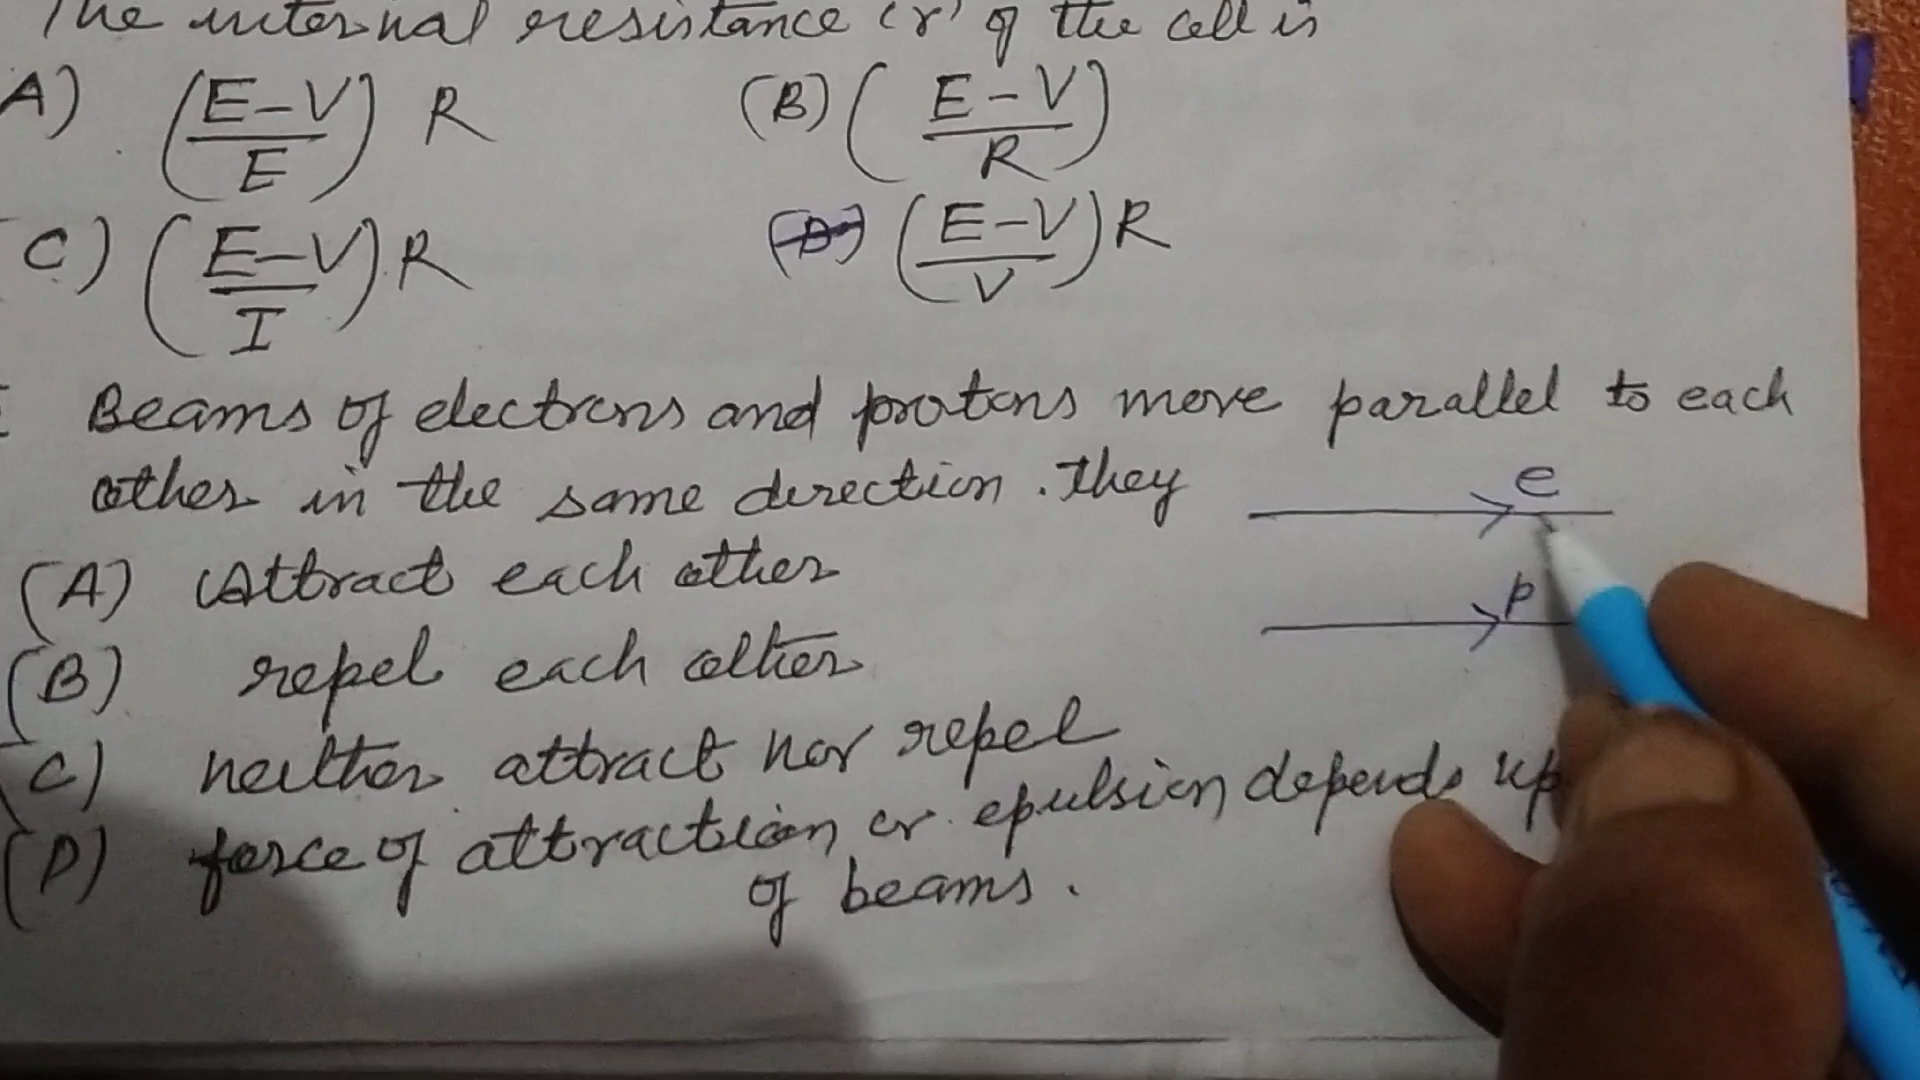 The internal resistance (r) of the cell is
A) (E-V/E) R (B) (E-V/R)
C) (E-V/I) R (D) (E-V/V) R
Beams of electrons and protons move parallel to each
other in the same direction. They
e
(A) Attract each other
p
(B) repel each other
C) neither attract nor repel
(D) force of attraction or epulsion depends up
of beams.